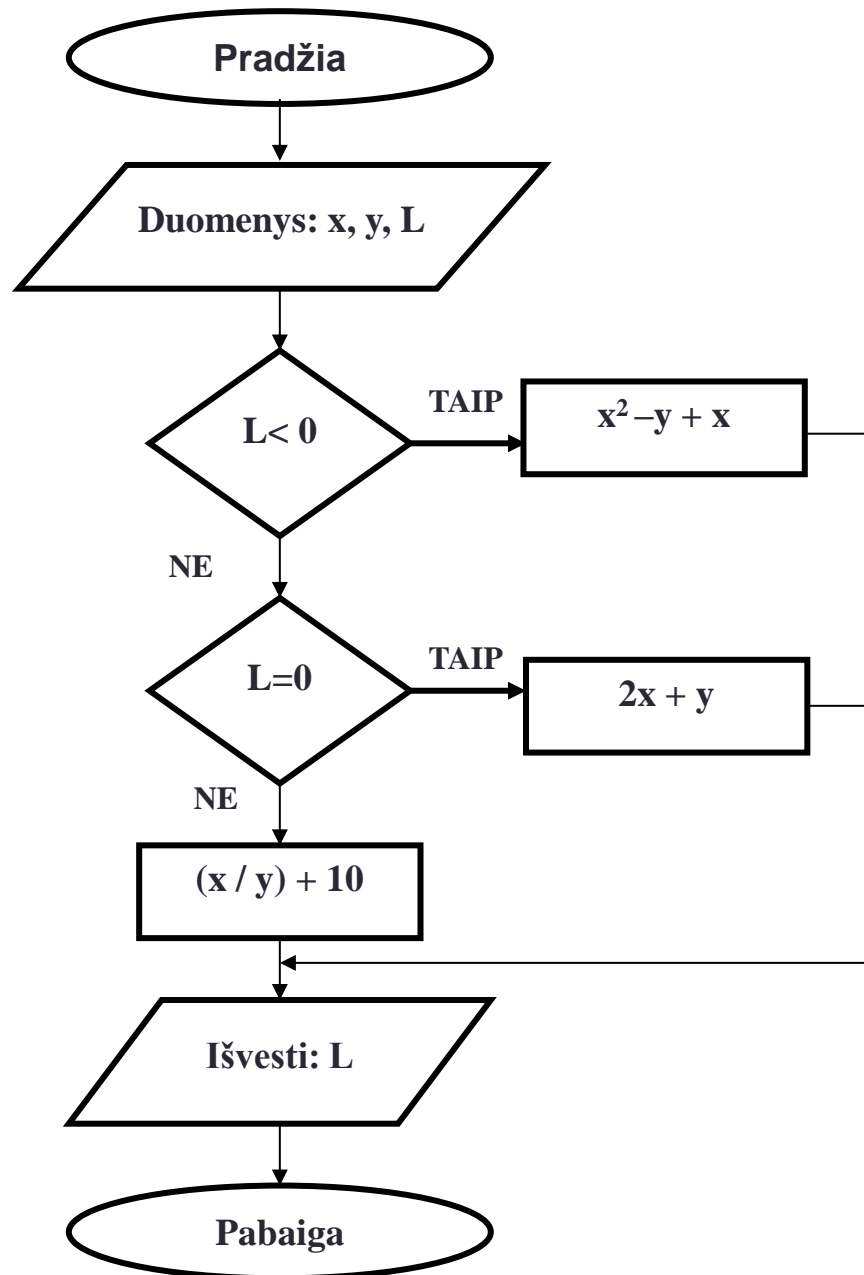 Pradžia
Duomenys: x, y, L
L< 0
TAIP
x² –y + x
NE
L=0
TAIP
2x + y
NE
(x / y) + 10
Išvesti: L
Pabaiga